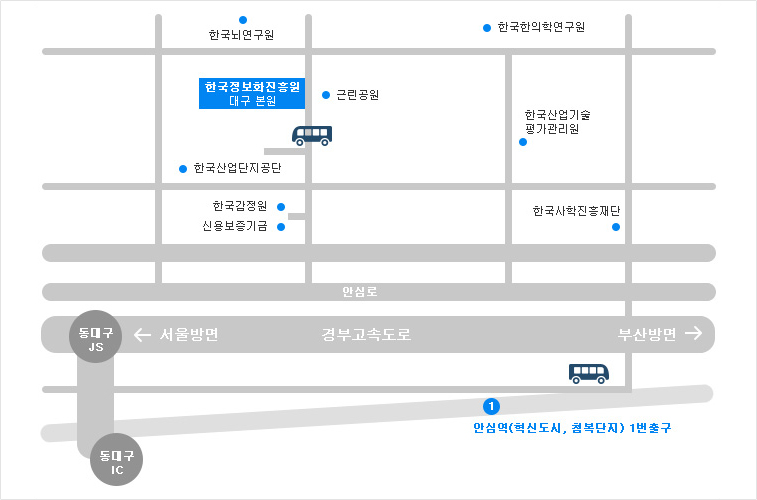 한국뇌연구원
한국한의학연구원
한국정보화진흥원
대구 본원
근린공원
한국산업기술
평가관리원
한국산업단지공단
한국감정원
신용보증기금
한국사학진흥재단
안심로
동대구
JS
서울방면
경부고속도로
부산방면
1
안심역(혁신도시, 첨복단지) 1번출구
동대구
IC